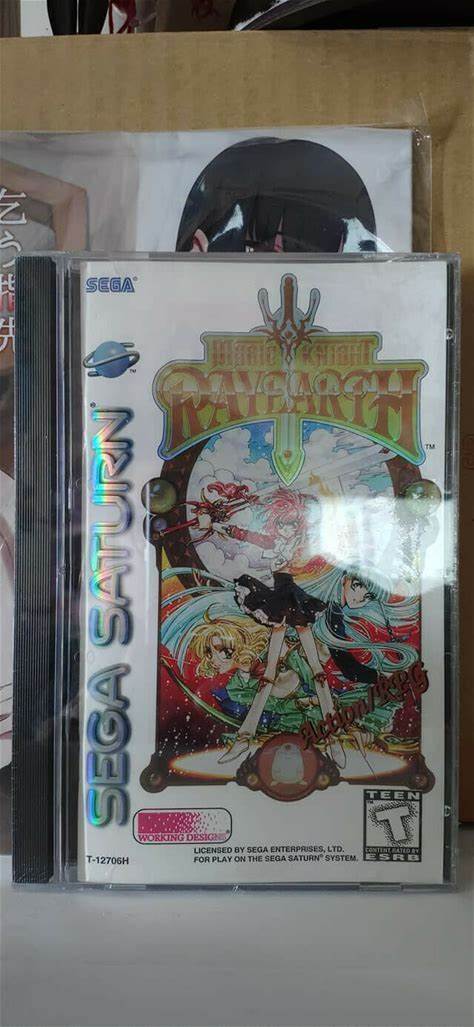 SEGA®
MAGIC KNIGHT
RAYEARTH
TM
SEGA SATURN
Action/RPG
WORKING DESIGNS
T-12706H
LICENSED BY SEGA ENTERPRISES, LTD.
FOR PLAY ON THE SEGA SATURN® SYSTEM.
TEEN
T
CONTENT RATED BY
ESRB